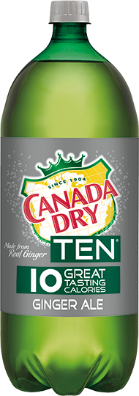 SINCE 1904
CANADA
DRY
Made from
Real Ginger
TEN®
10 GREAT
TASTING
CALORIES
GINGER ALE